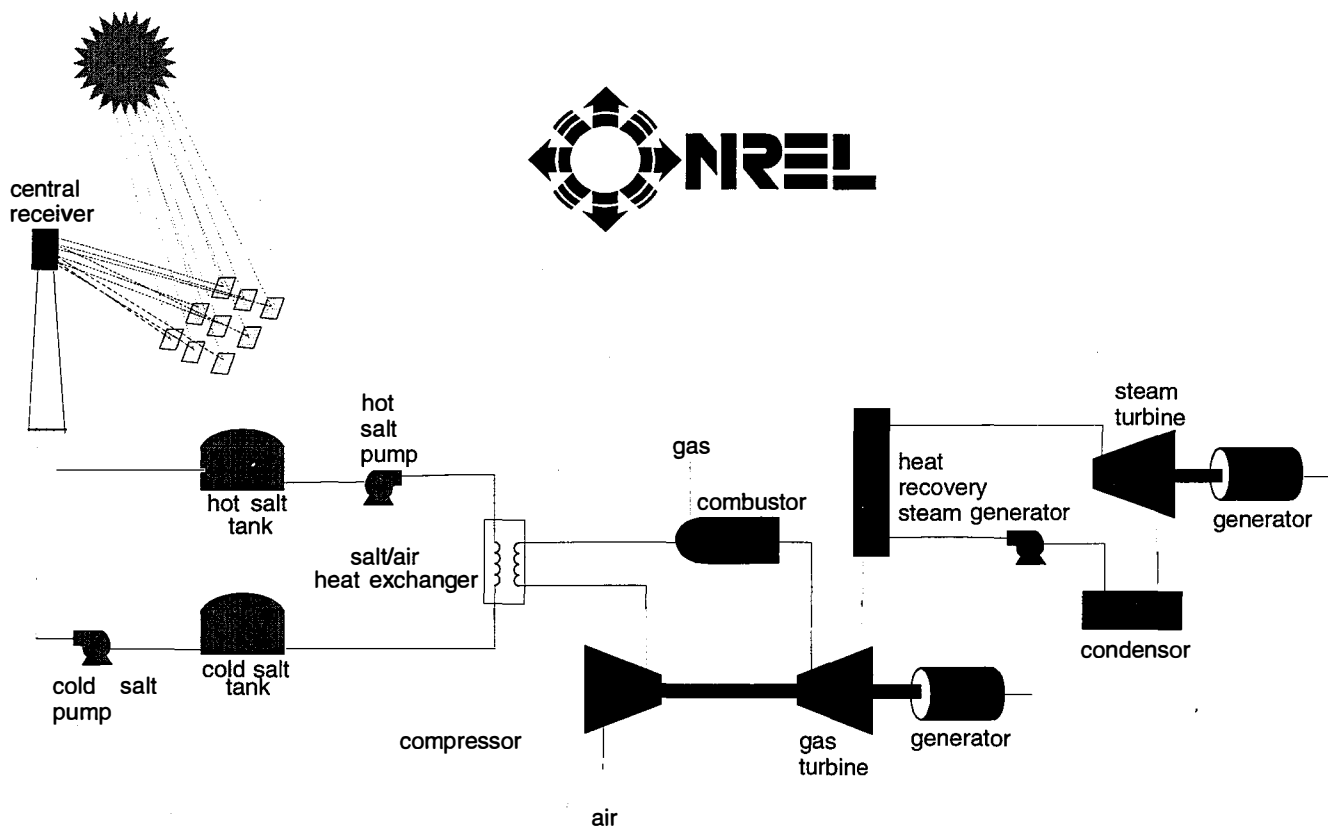 NREL
central
receiver
hot
salt
pump
hot salt
tank
salt/air
heat exchanger
cold salt
pump
cold salt
tank
gas
combustor
compressor
air
gas
turbine
generator
heat
recovery
steam generator
steam
turbine
generator
condensor